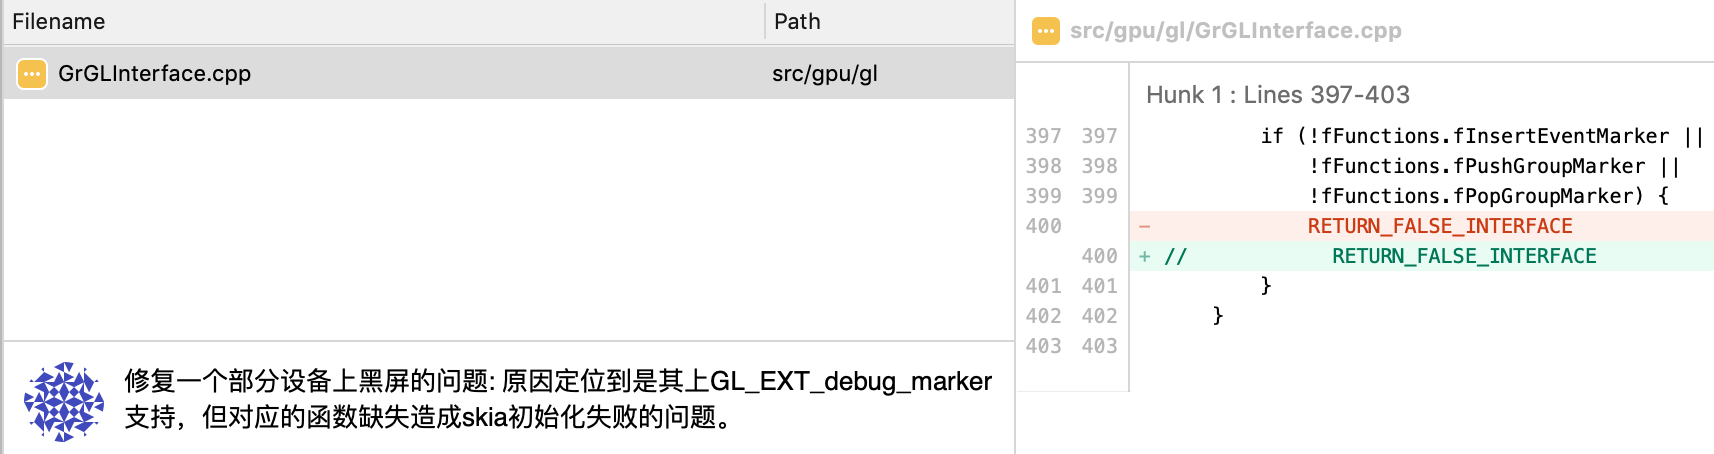 Filename Path
GrGLInterface.cpp src/gpu/gl
修复一个部分设备上黑屏的问题: 原因定位到是其上GL_EXT_debug_marker
支持，但对应的函数缺失造成skia初始化失败的问题。
src/gpu/gl/GrGLInterface.cpp
Hunk 1 : Lines 397-403
397 397 if (!fFunctions.fInsertEventMarker ||
398 398 !fFunctions.fPushGroupMarker ||
399 399 !fFunctions.fPopGroupMarker) {
400 - RETURN_FALSE_INTERFACE
400 + // RETURN_FALSE_INTERFACE
401 401 }
402 402 }
403 403